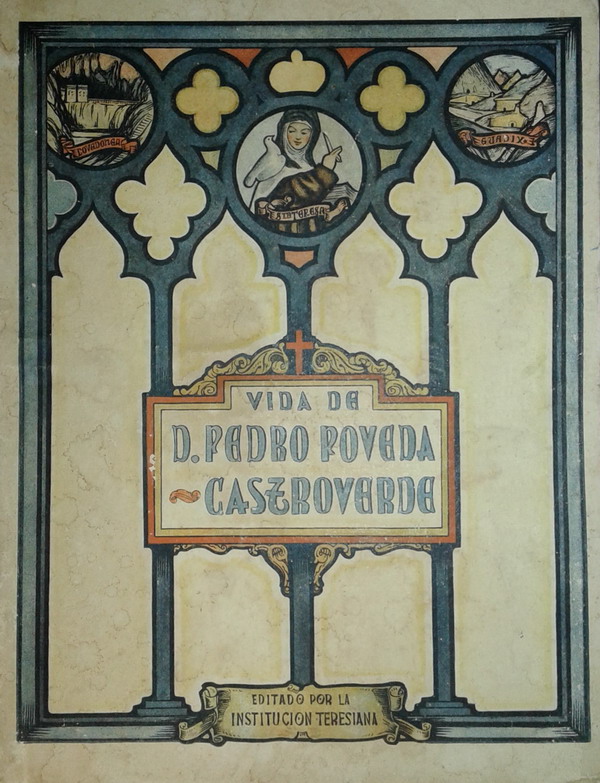 COVADONGA
STA TERESA
GUADIX
VIDA DE
D. PEDRO POVEDA
CASTROVERDE
EDITADO POR LA
INSTITUCION TERESIANA